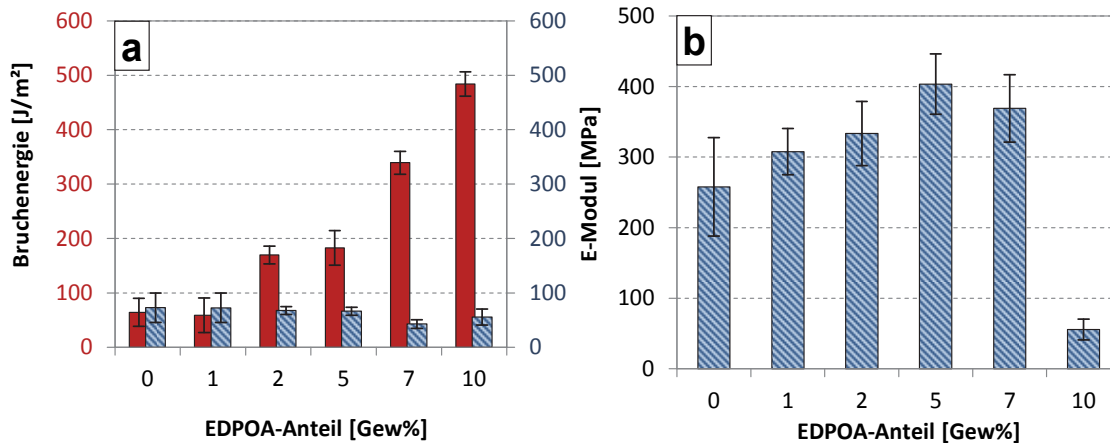 a
600 600
500 500
400 400
300 300
200 200
100 100
0 0
Bruchenergie [J/m²]
0 1 2 5 7 10
EDPOA-Anteil [Gew%]
b
500
400
300
200
100
0
E-Modul [MPa]
0 1 2 5 7 10
EDPOA-Anteil [Gew%]